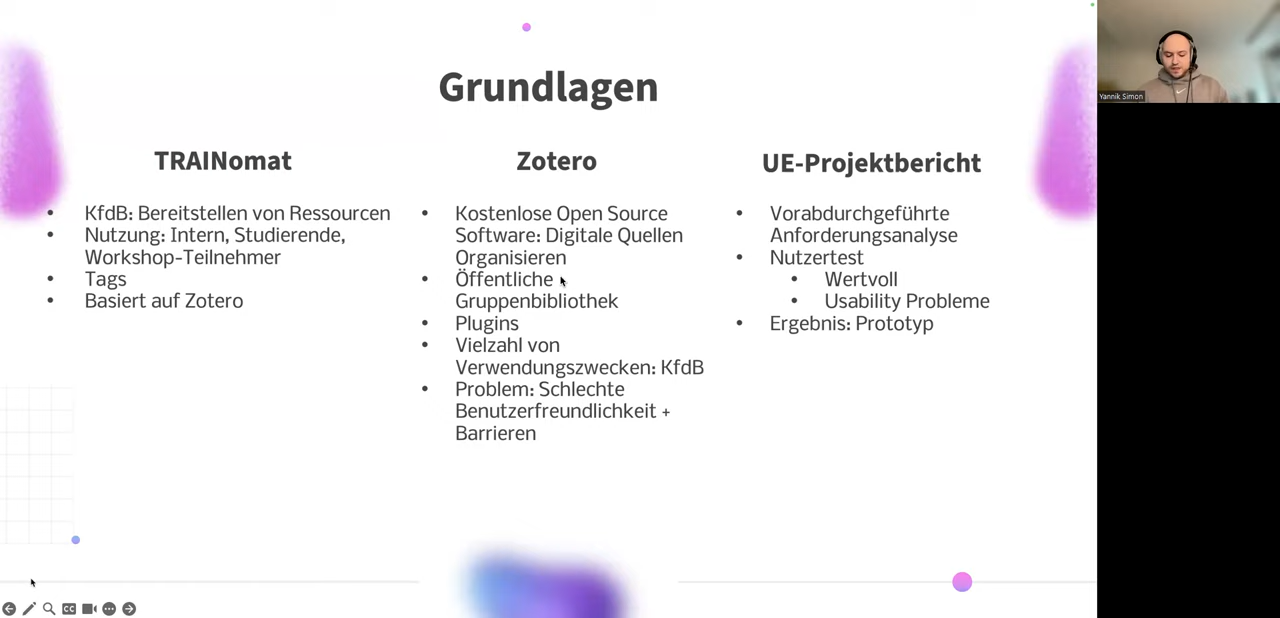 Grundlagen
TRAINomat
KfdB: Bereitstellen von Ressourcen
Nutzung: Intern, Studierende,
Workshop-Teilnehmer
Tags
Basiert auf Zotero
Zotero
Kostenlose Open Source
Software: Digitale Quellen
Organisieren
Öffentliche
Gruppenbibliothek
Plugins
Vielzahl von
Verwendungszwecken: KfdB
Problem: Schlechte
Benutzerfreundlichkeit +
Barrieren
UE-Projektbericht
Vorabdurchgeführte
Anforderungsanalyse
Nutzertest
Wertvoll
Usability Probleme
Ergebnis: Prototyp
Yannik Simon
CC